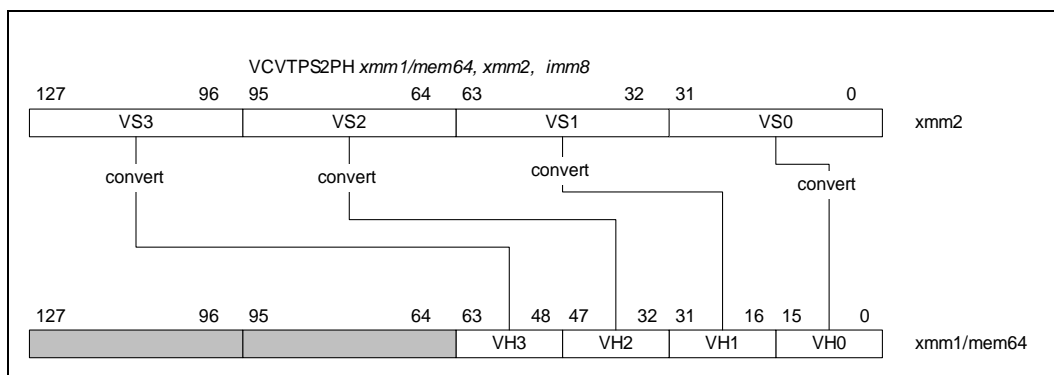 VCVTPS2PH xmm1/mem64, xmm2, imm8
127 96 95 64 63 32 31 0
VS3 VS2 VS1 VS0 xmm2
convert convert convert convert
127 96 95 64 63 48 47 32 31 16 15 0
VH3 VH2 VH1 VH0 xmm1/mem64